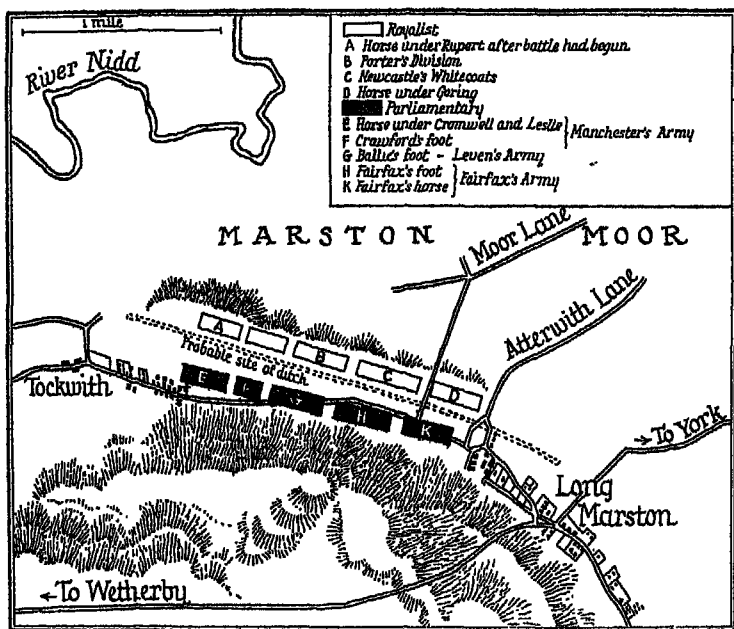 1 mile
River Nidd
Royalist
A Horse under Rupert after battle had begun.
B Porter's Division
C Newcastle's Whitecoats
D Horse under Goring
Parliamentary
E Horse under Cromwell and Leslie
F Crawford's foot
Manchester's Army
G Ballie's foot - Leven's Army
H Fairfax's foot
K Fairfax's horse
Fairfax's Army
MARSTON MOOR
Moor Lane
Atterwith Lane
A
B
C
D
Probable site of ditch
E
F
G
H
K
Tockwith
→To York
Long
Marston
←To Wetherby